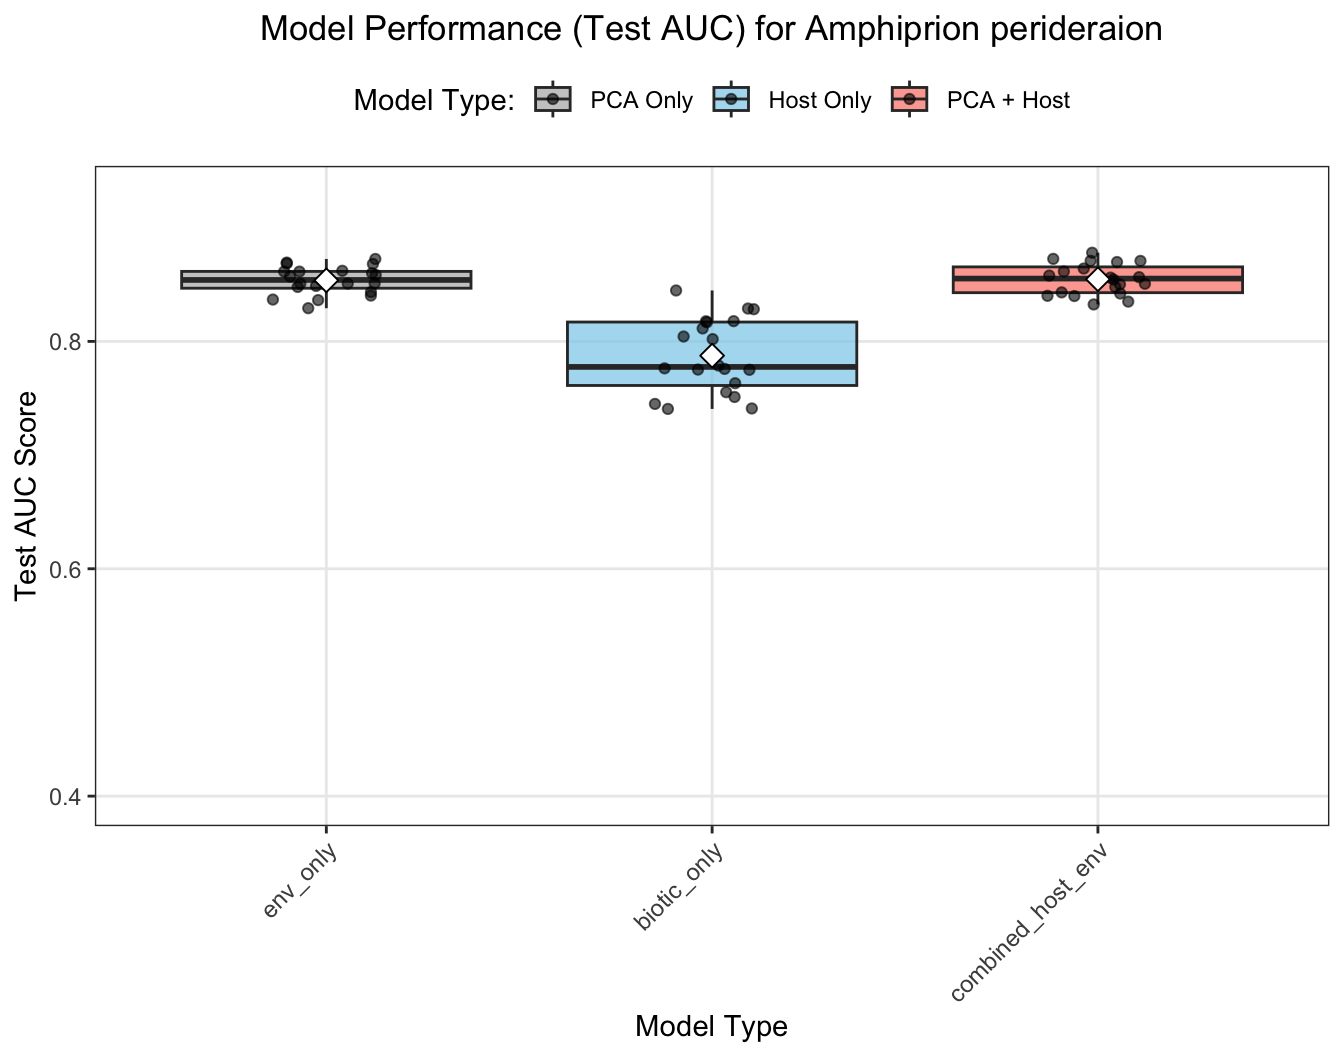 Model Performance (Test AUC) for Amphiprion perideraion
Model Type: PCA Only Host Only PCA + Host
Test AUC Score
0.8
0.6
0.4
env_only
biotic_only
combined_host_env
Model Type